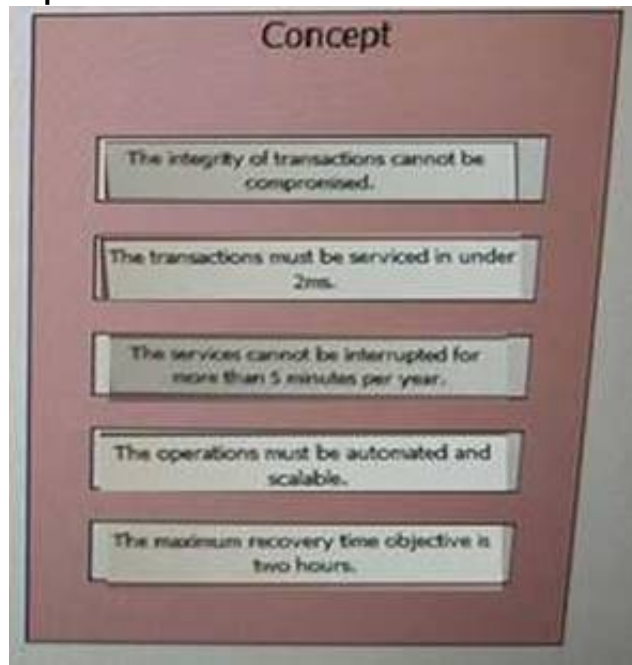 Concept
The integrity of transactions cannot be
compromised.
The transactions must be serviced in under
2ms.
The services cannot be interrupted for
more than 5 minutes per year.
The operations must be automated and
scalable.
The maximum recovery time objective is
two hours.